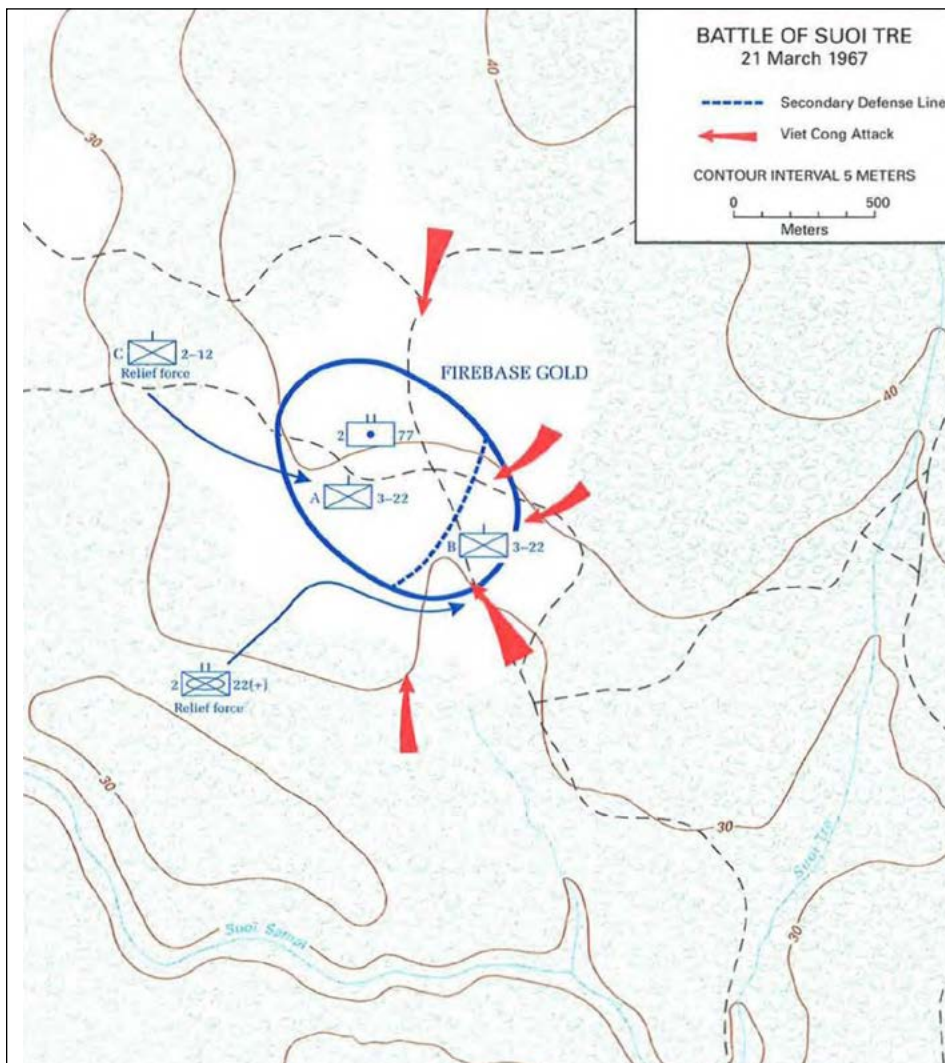 BATTLE OF SUOI TRE
21 March 1967
Secondary Defense Line
Viet Cong Attack
CONTOUR INTERVAL 5 METERS
0 500
Meters
40
30
C 2–12
Relief force
FIREBASE GOLD
2 77
40
A 3–22
B 3–22
2 22(+)
Relief force
30
30
Suoi Tre
30
Suoi Samat